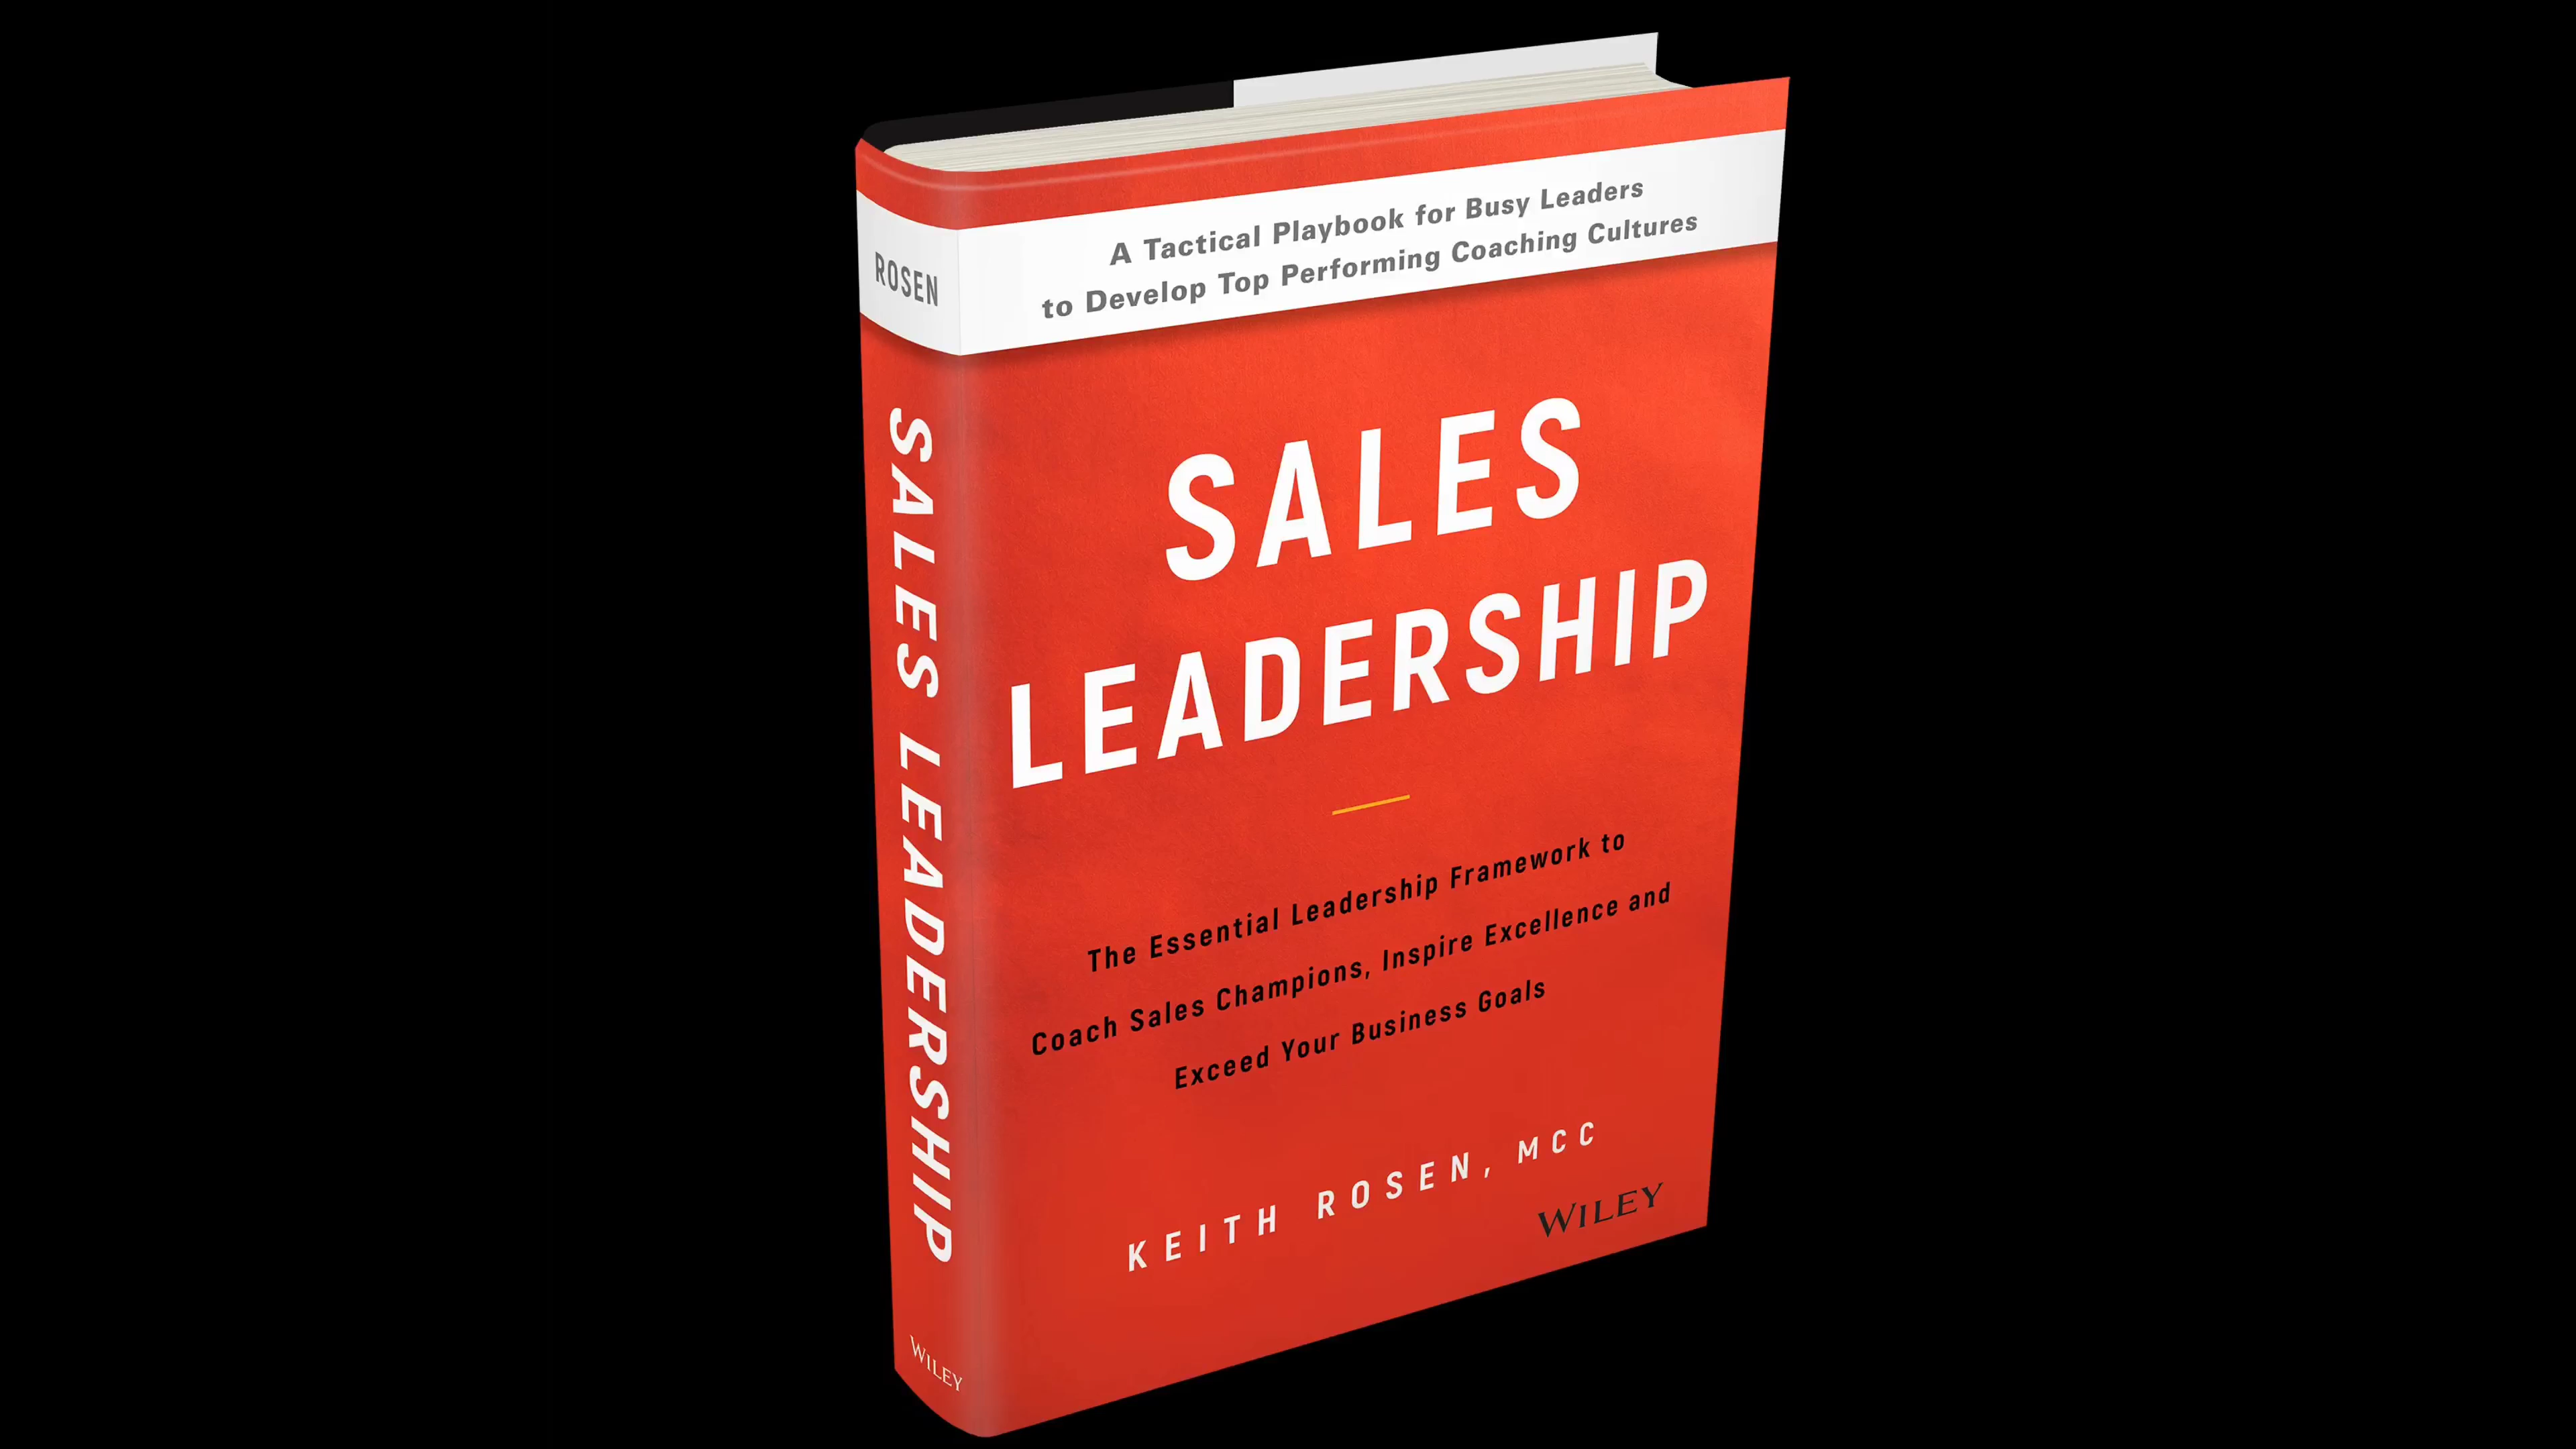 A Tactical Playbook for Busy Leaders
to Develop Top Performing Coaching Cultures
SALES
LEADERSHIP
The Essential Leadership Framework to
Coach Sales Champions, Inspire Excellence and
Exceed Your Business Goals
KEITH ROSEN, MCC
WILEY
ROSEN
SALES LEADERSHIP
WILEY